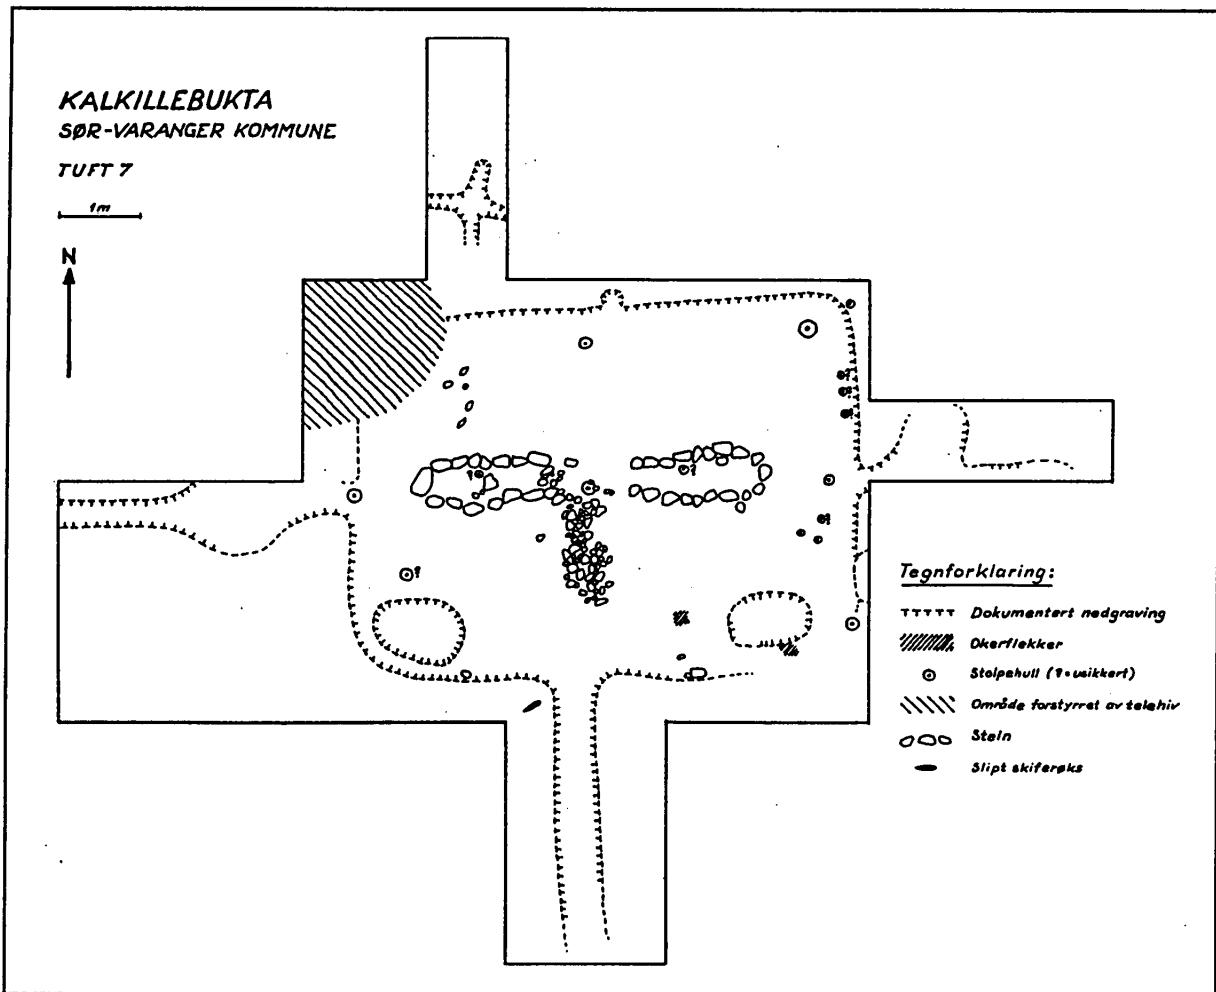 KALKILLEBUKTA
SØR-VARANGER KOMMUNE
TUFT 7
1m
N
?
?
?
?
?
?
?
Tegnforklaring:
Dokumentert nedgraving
Okerflekker
Stolpehull (?=usikkert)
Område forstyrret av telehiv
Stein
Slipt skiferøks